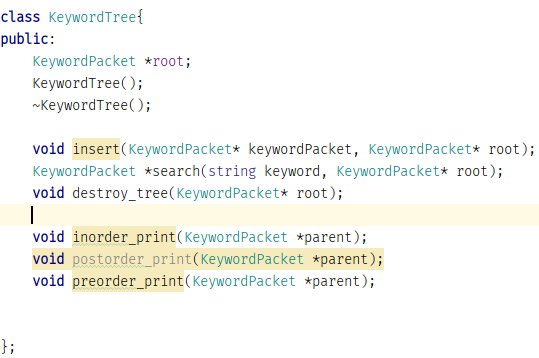 class KeywordTree{
public:
    KeywordPacket *root;
    KeywordTree();
    ~KeywordTree();
    void insert(KeywordPacket* keywordPacket, KeywordPacket* root);
    KeywordPacket *search(string keyword, KeywordPacket* root);
    void destroy_tree(KeywordPacket* root);
    void inorder_print(KeywordPacket *parent);
    void postorder_print(KeywordPacket *parent);
    void preorder_print(KeywordPacket *parent);
};